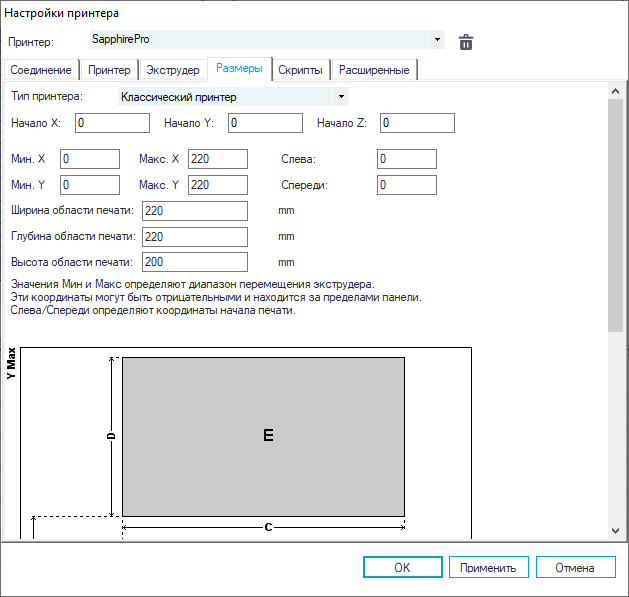 Настройки принтера
Принтер: SapphirePro
Соединение Принтер Экструдер Размеры Скрипты Расширенные
Тип принтера: Классический принтер
Начало X: 0 Начало Y: 0 Начало Z: 0
Мин. X 0 Макс. X 220 Слева: 0
Мин. Y 0 Макс. Y 220 Спереди: 0
Ширина области печати: 220 mm
Глубина области печати: 220 mm
Высота области печати: 200 mm
Значения Мин и Макс определяют диапазон перемещения экструдера.
Эти координаты могут быть отрицательными и находится за пределами панели.
Слева/Спереди определяют координаты начала печати.
Y Max
D
E
C
OK Применить Отмена